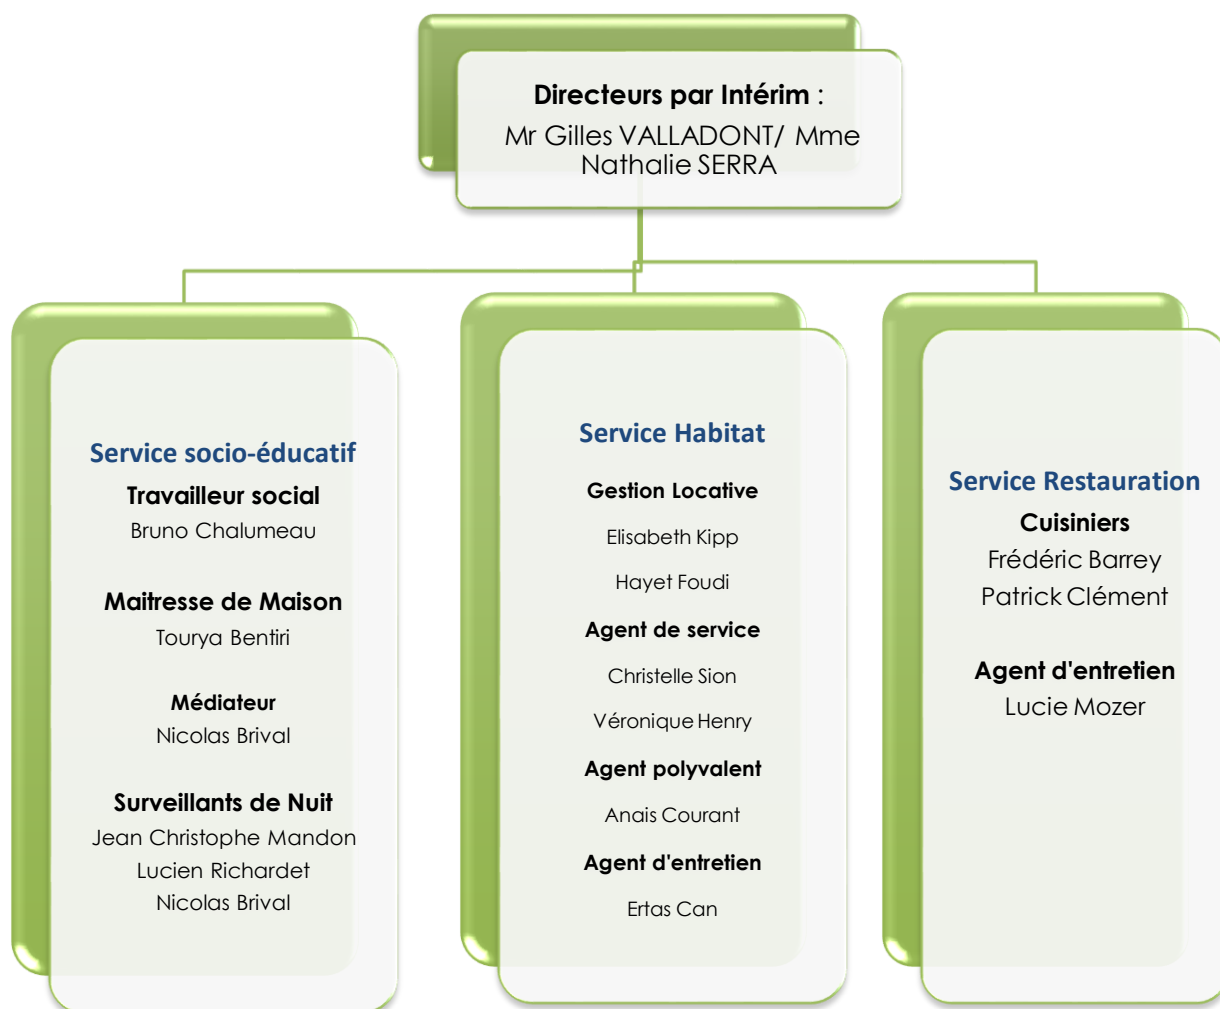 Directeurs par Intérim :
Mr Gilles VALLADONT/ Mme
Nathalie SERRA
Service socio-éducatif
Travailleur social
Bruno Chalumeau
Maitresse de Maison
Tourya Bentiri
Médiateur
Nicolas Brival
Surveillants de Nuit
Jean Christophe Mandon
Lucien Richardet
Nicolas Brival
Service Habitat
Gestion Locative
Elisabeth Kipp
Hayet Foudi
Agent de service
Christelle Sion
Véronique Henry
Agent polyvalent
Anais Courant
Agent d'entretien
Ertas Can
Service Restauration
Cuisiniers
Frédéric Barrey
Patrick Clément
Agent d'entretien
Lucie Mozer